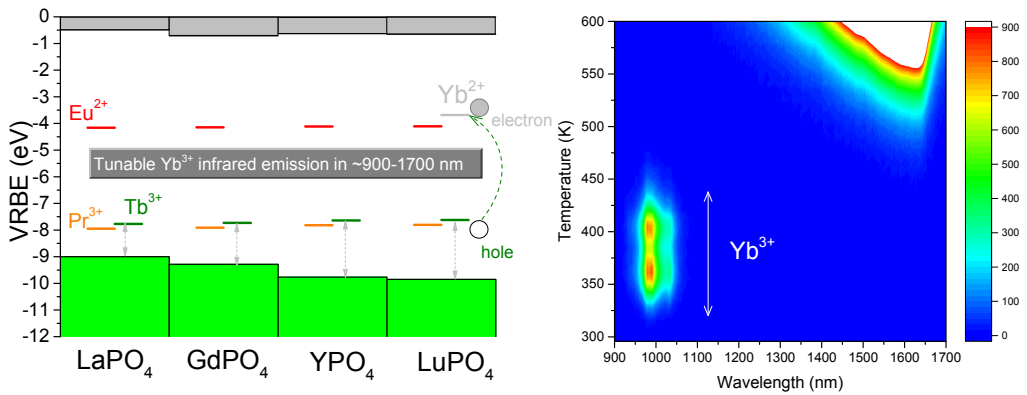 0
-1
-2
-3
-4
-5
-6
-7
-8
-9
-10
-11
-12
VRBE (eV)
Eu²⁺
Yb²⁺
electron
Tunable Yb³⁺ infrared emission in ~900-1700 nm
Pr³⁺
Tb³⁺
hole
LaPO₄
GdPO₄
YPO₄
LuPO₄
600
550
500
450
400
350
300
Temperature (K)
Yb³⁺
900 1000 1100 1200 1300 1400 1500 1600 1700
Wavelength (nm)
900
800
700
600
500
400
300
200
100
0